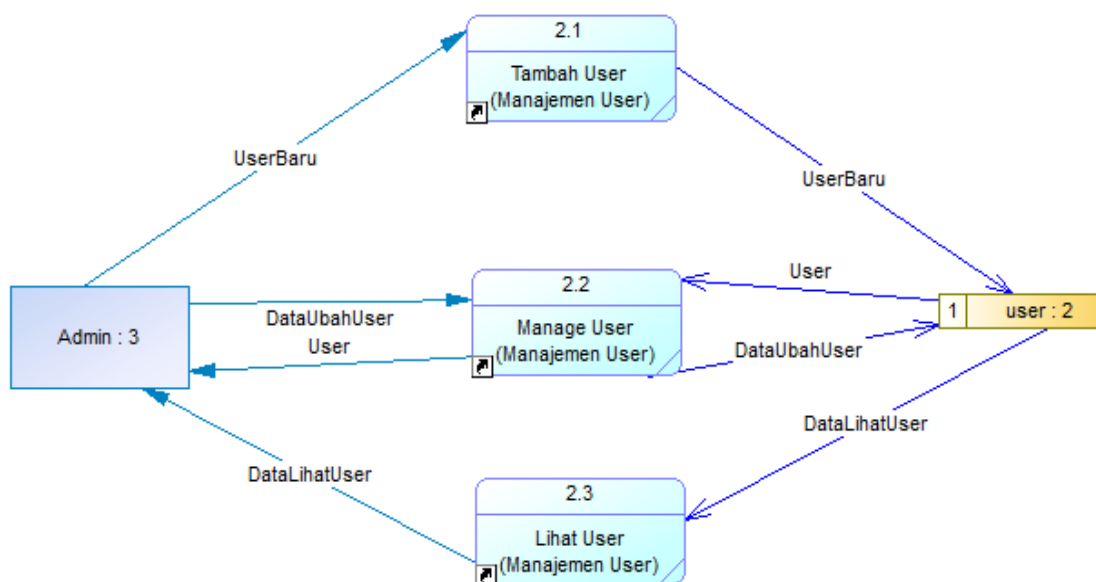 2.1
Tambah User
(Manajemen User)
UserBaru
UserBaru
Admin : 3
DataUbahUser
User
2.2
Manage User
(Manajemen User)
User
DataUbahUser
1
user : 2
DataLihatUser
DataLihatUser
2.3
Lihat User
(Manajemen User)